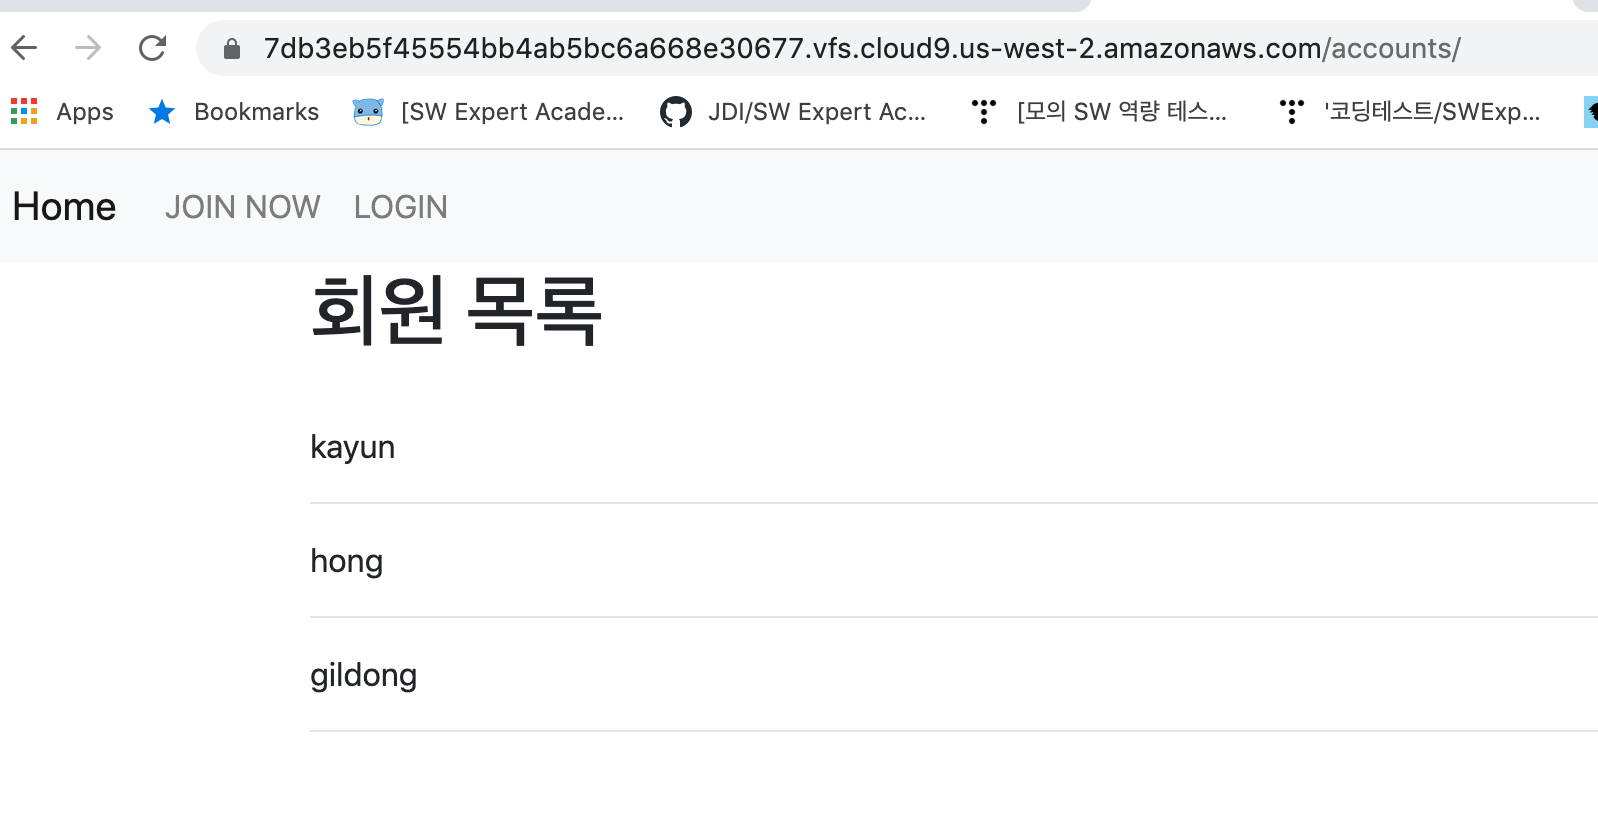 7db3eb5f45554bb4ab5bc6a668e30677.vfs.cloud9.us-west-2.amazonaws.com/accounts/
Apps Bookmarks [SW Expert Acade... JDI/SW Expert Ac... [모의 SW 역량 테스... '코딩테스트/SWExp...
Home JOIN NOW LOGIN
회원 목록
kayun
hong
gildong